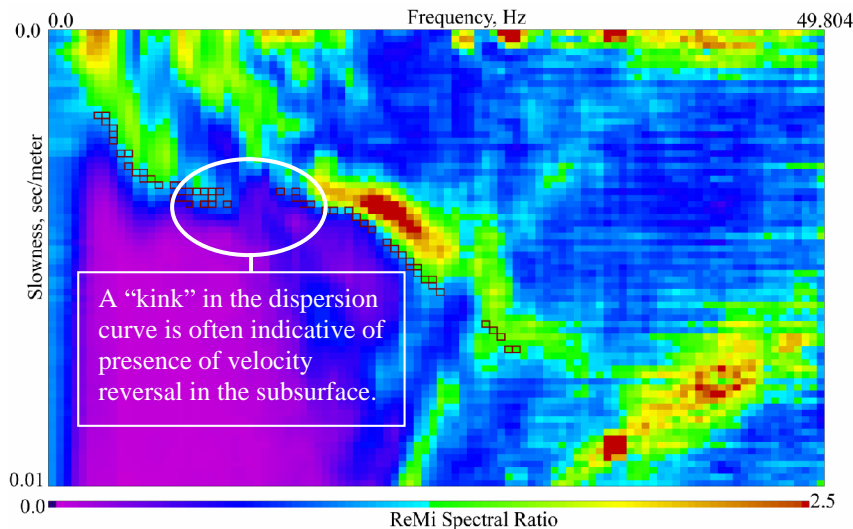 Frequency, Hz
0.0
49.804
0.0
Slowness, sec/meter
A “kink” in the dispersion
curve is often indicative of
presence of velocity
reversal in the subsurface.
0.01
0.0
2.5
ReMi Spectral Ratio